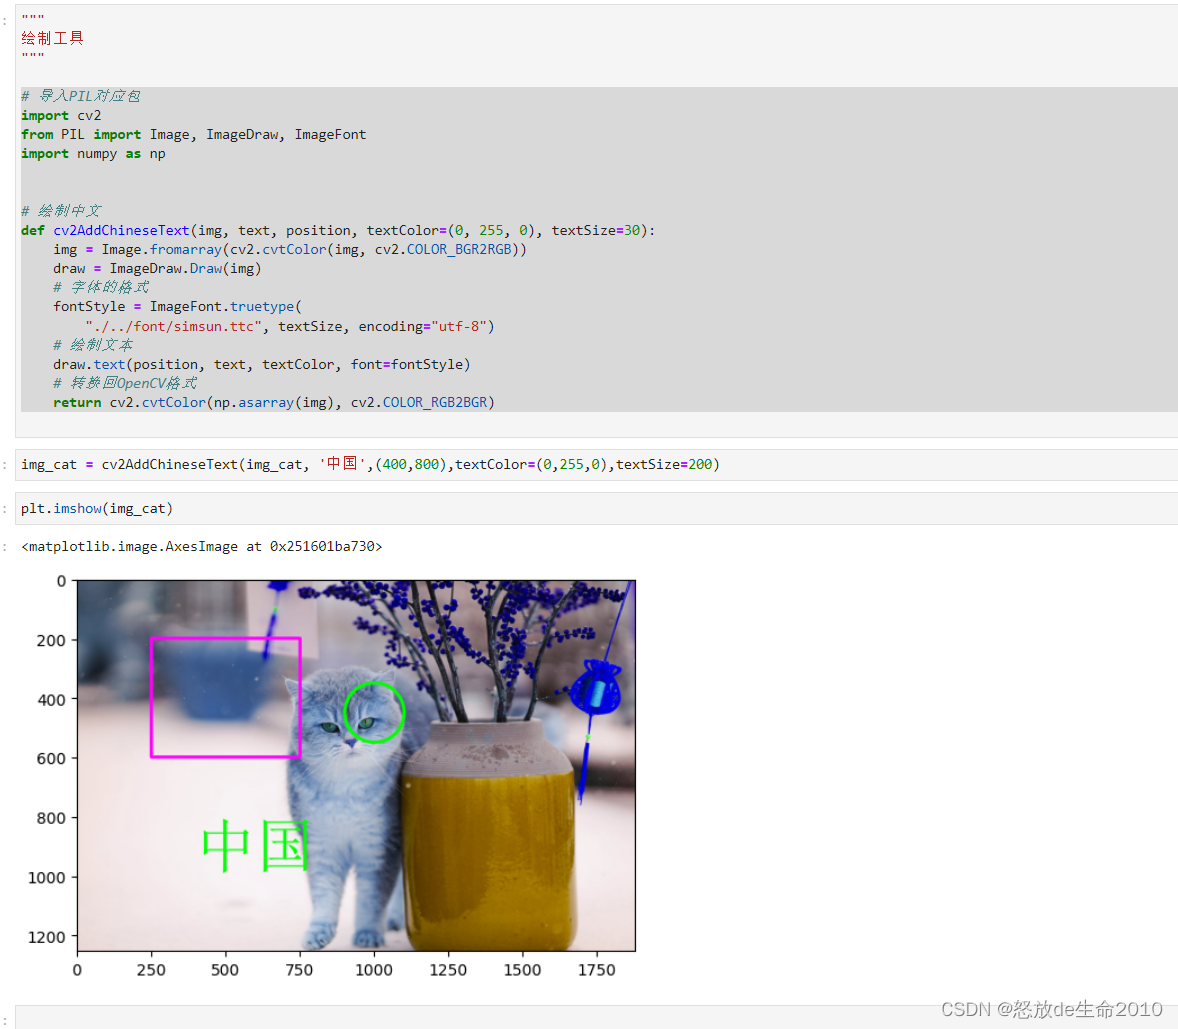 """
绘制工具
"""
# 导入PIL对应包
import cv2
from PIL import Image, ImageDraw, ImageFont
import numpy as np
# 绘制中文
def cv2AddChineseText(img, text, position, textColor=(0, 255, 0), textSize=30):
    img = Image.fromarray(cv2.cvtColor(img, cv2.COLOR_BGR2RGB))
    draw = ImageDraw.Draw(img)
    # 字体的格式
    fontStyle = ImageFont.truetype(
        "./../font/simsun.ttc", textSize, encoding="utf-8")
    # 绘制文本
    draw.text(position, text, textColor, font=fontStyle)
    # 转换回OpenCV格式
    return cv2.cvtColor(np.asarray(img), cv2.COLOR_RGB2BGR)
img_cat = cv2AddChineseText(img_cat, '中国',(400,800),textColor=(0,255,0),textSize=200)
plt.imshow(img_cat)
<matplotlib.image.AxesImage at 0x251601ba730>
0
200
400
600
800
中国
1000
1200
0 250 500 750 1000 1250 1500 1750
CSDN @怒放de生命2010